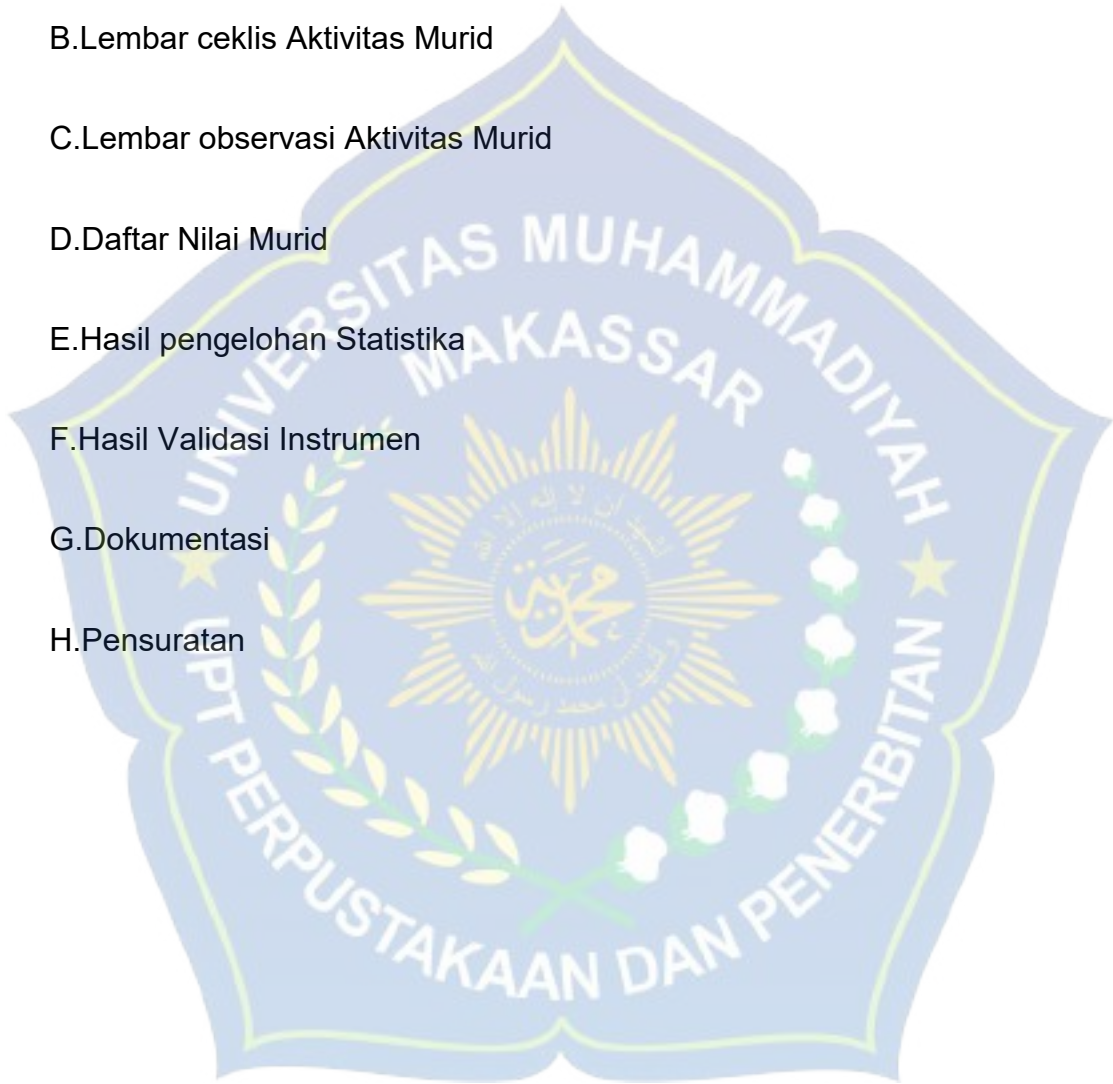 B.Lembar ceklis Aktivitas Murid
C.Lembar observasi Aktivitas Murid
D.Daftar Nilai Murid
E.Hasil pengelohan Statistika
F.Hasil Validasi Instrumen
G.Dokumentasi
H.Pensuratan
UNIVERSITAS MUHAMMADIYAH
MAKASSAR
محمد
UPT PERPUSTAKAAN DAN PENERBITAN